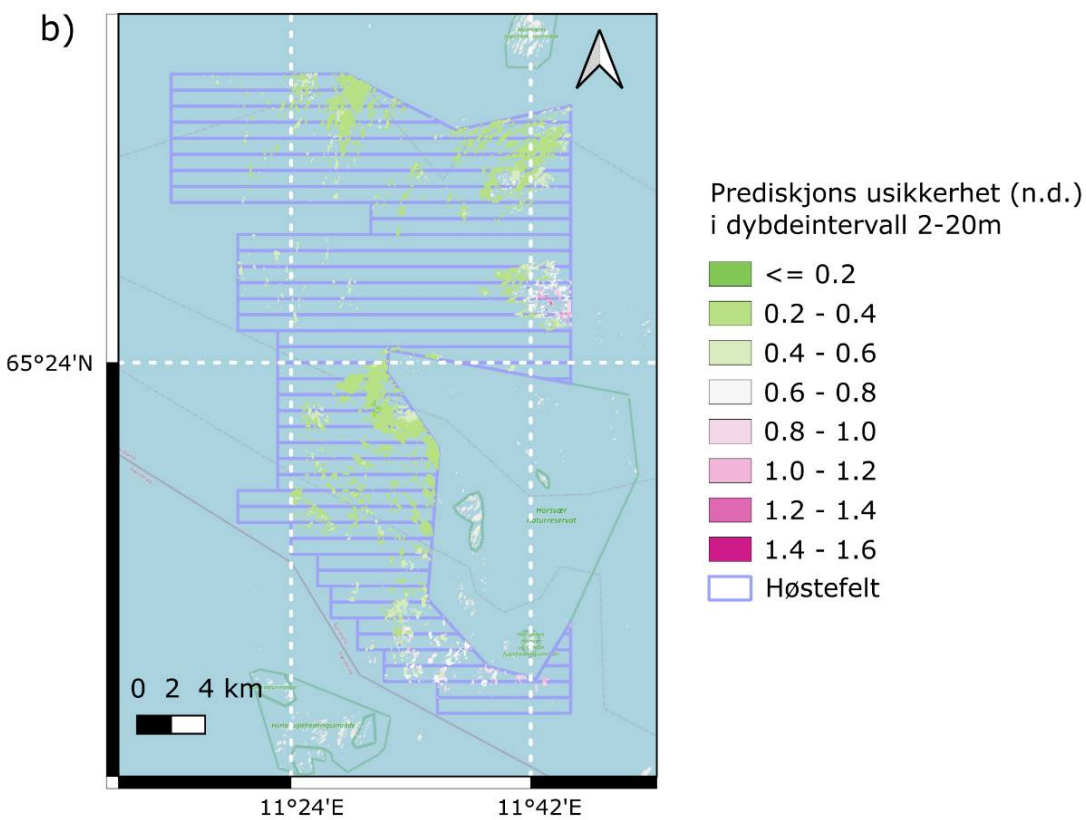 b)
Prediskjons usikkerhet (n.d.)
i dybdeintervall 2-20m
<= 0.2
0.2 - 0.4
0.4 - 0.6
0.6 - 0.8
0.8 - 1.0
1.0 - 1.2
1.2 - 1.4
1.4 - 1.6
Høstefelt
65°24'N
Horsvær
naturreservat
0 2 4 km
11°24'E
11°42'E